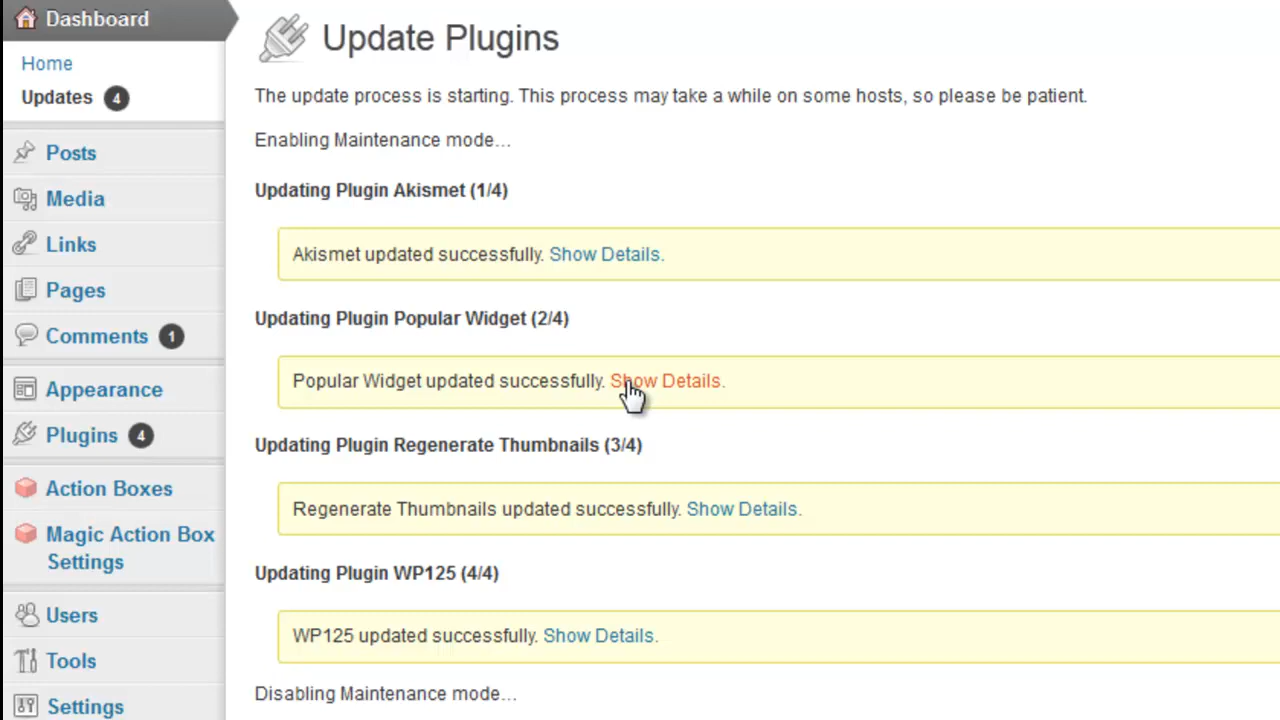 Dashboard
Home
Updates 4
Posts
Media
Links
Pages
Comments 1
Appearance
Plugins 4
Action Boxes
Magic Action Box
Settings
Users
Tools
Settings
Update Plugins
The update process is starting. This process may take a while on some hosts, so please be patient.
Enabling Maintenance mode…
Updating Plugin Akismet (1/4)
Akismet updated successfully. Show Details.
Updating Plugin Popular Widget (2/4)
Popular Widget updated successfully. Show Details.
Updating Plugin Regenerate Thumbnails (3/4)
Regenerate Thumbnails updated successfully. Show Details.
Updating Plugin WP125 (4/4)
WP125 updated successfully. Show Details.
Disabling Maintenance mode…